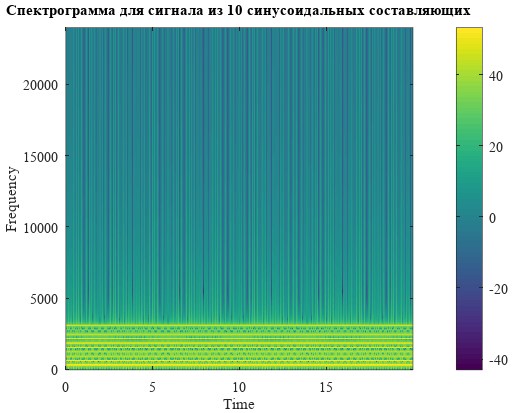 Спектрограмма для сигнала из 10 синусоидальных составляющих
20000
15000
10000
5000
0
Frequency
0 5 10 15
Time
40
20
0
-20
-40